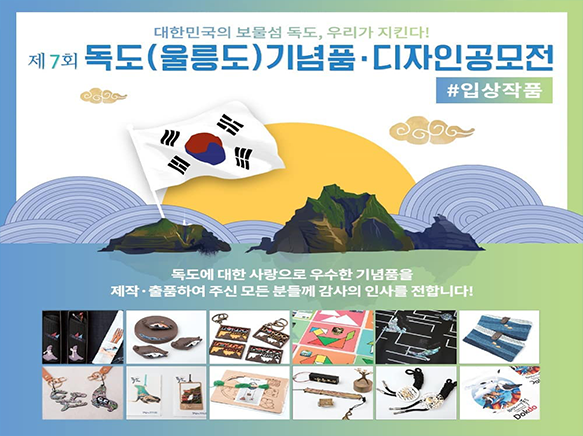 대한민국의 보물섬 독도, 우리가 지킨다!
제7회 독도(울릉도)기념품·디자인공모전
#입상작품
독도에 대한 사랑으로 우수한 기념품을
제작·출품하여 주신 모든 분들께 감사의 인사를 전합니다!
Dokdo